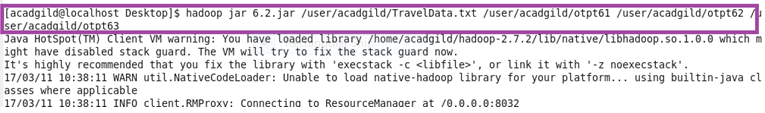 [acadgild@localhost Desktop]$ hadoop jar 6.2.jar /user/acadgild/TravelData.txt /user/acadgild/otpt61 /user/acadgild/otpt62 /u
ser/acadgild/otpt63
Java HotSpot(TM) Client VM warning: You have loaded library /home/acadgild/hadoop-2.7.2/lib/native/libhadoop.so.1.0.0 which m
ight have disabled stack guard. The VM will try to fix the stack guard now.
It's highly recommended that you fix the library with 'execstack -c <libfile>', or link it with '-z noexecstack'.
17/03/11 10:38:11 WARN util.NativeCodeLoader: Unable to load native-hadoop library for your platform... using builtin-java cl
asses where applicable
17/03/11 10:38:11 INFO client.RMProxy: Connecting to ResourceManager at /0.0.0.0:8032